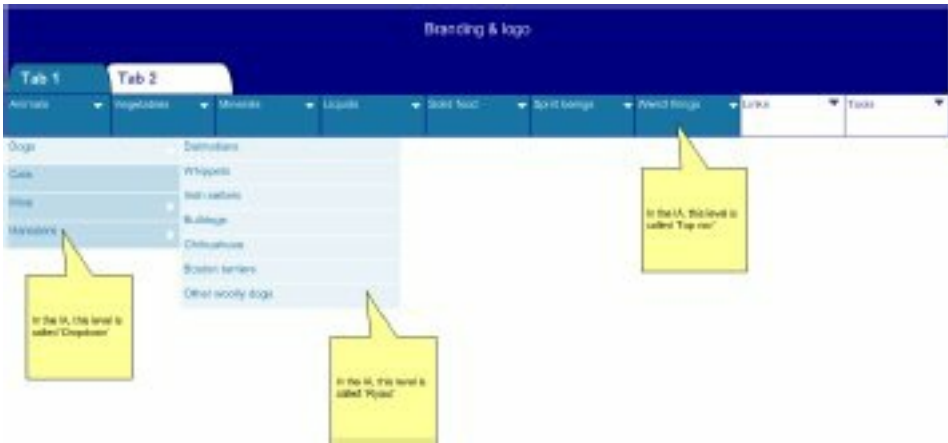 Branding & logo
Tab 1 Tab 2
Animals Vegetables Minerals Liquids Solid food Spirit beings Weird things Links Tools
Dogs
Cats
Dalmatians
Whippets
Irish setters
Bulldogs
Chihuahuas
Boston terriers
Other woolly dogs
In the IA, this level is
called 'Top nav'
In the IA, this level is
called 'Dropdown'
In the IA, this level is
called 'Flyout'